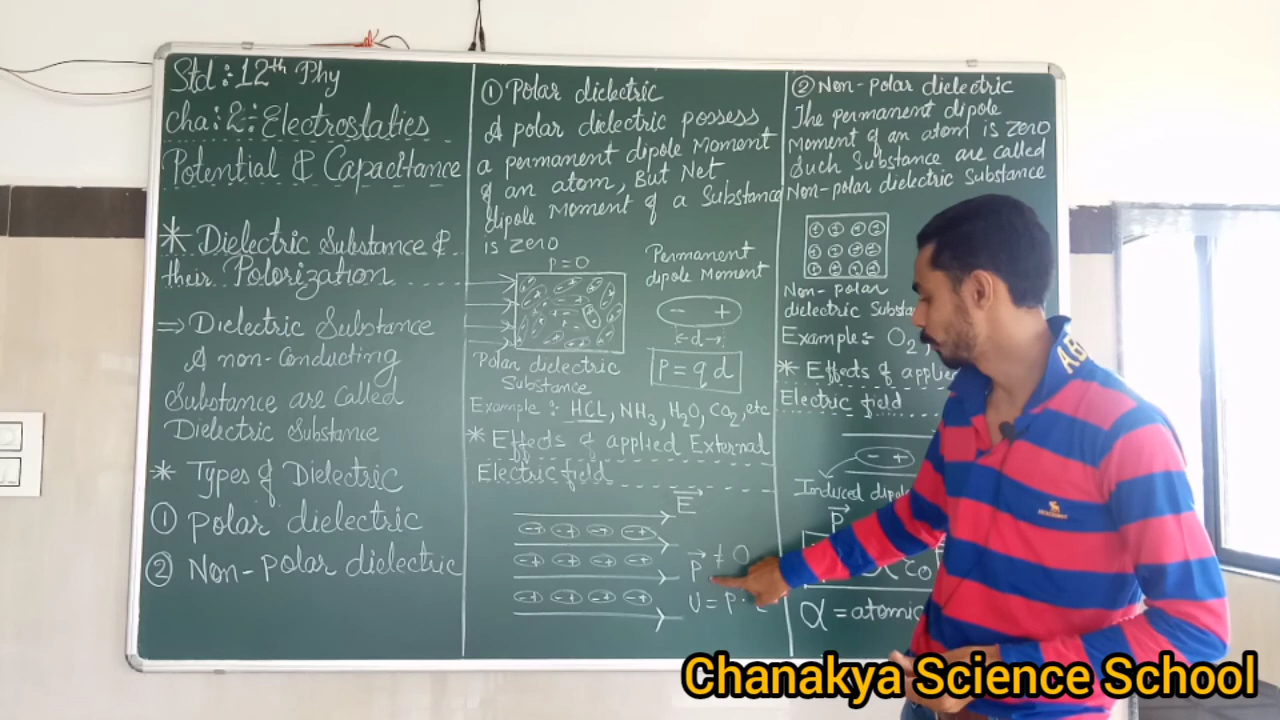 Std : 12th Phy
cha: 2 : Electrostatics
Potential & Capacitance
* Dielectric Substance &
their Polorization
⇒ Dielectric Substance
A non-Conducting
Substance are Called
Dielectric Substance
* Types of Dielectric
① polar dielectric
② Non-polar dielectric
① Polar dielectric
A polar dielectric possess
a permanent dipole Moment
of an atom, But Net
dipole Moment of a Substance
is zero
P=0
Polar dielectric
Substance
Permanent
dipole Moment
- +
←d→
P = q d
Example :- HCL, NH3, H2O, CO2, etc
* Effects of applied External
Electric field
E
P ≠ 0
U = P ·
② Non-polar dielectric
The permanent dipole
Moment of an atom is zero
Such Substance are called
Non-polar dielectric Substance
Non-polar
dielectric
Example :- O2,
* Effects of
Electric field
- +
Induced
P
α = atomic
ABE
Chanakya Science School